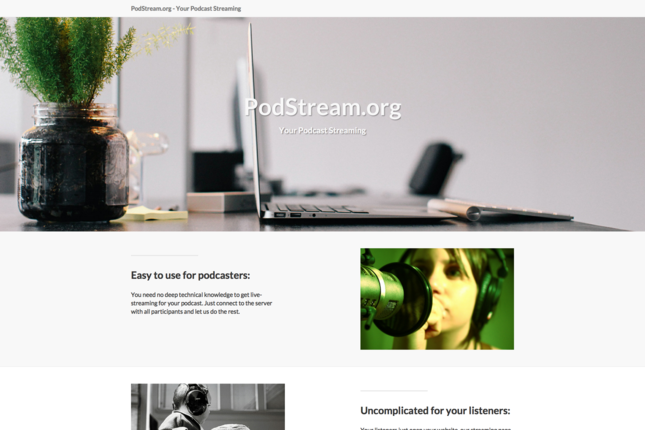 PodStream.org - Your Podcast Streaming
PodStream.org
Your Podcast Streaming
Easy to use for podcasters:
You need no deep technical knowledge to get live-
streaming for your podcast. Just connect to the server
with all participants and let us do the rest.
Uncomplicated for your listeners: